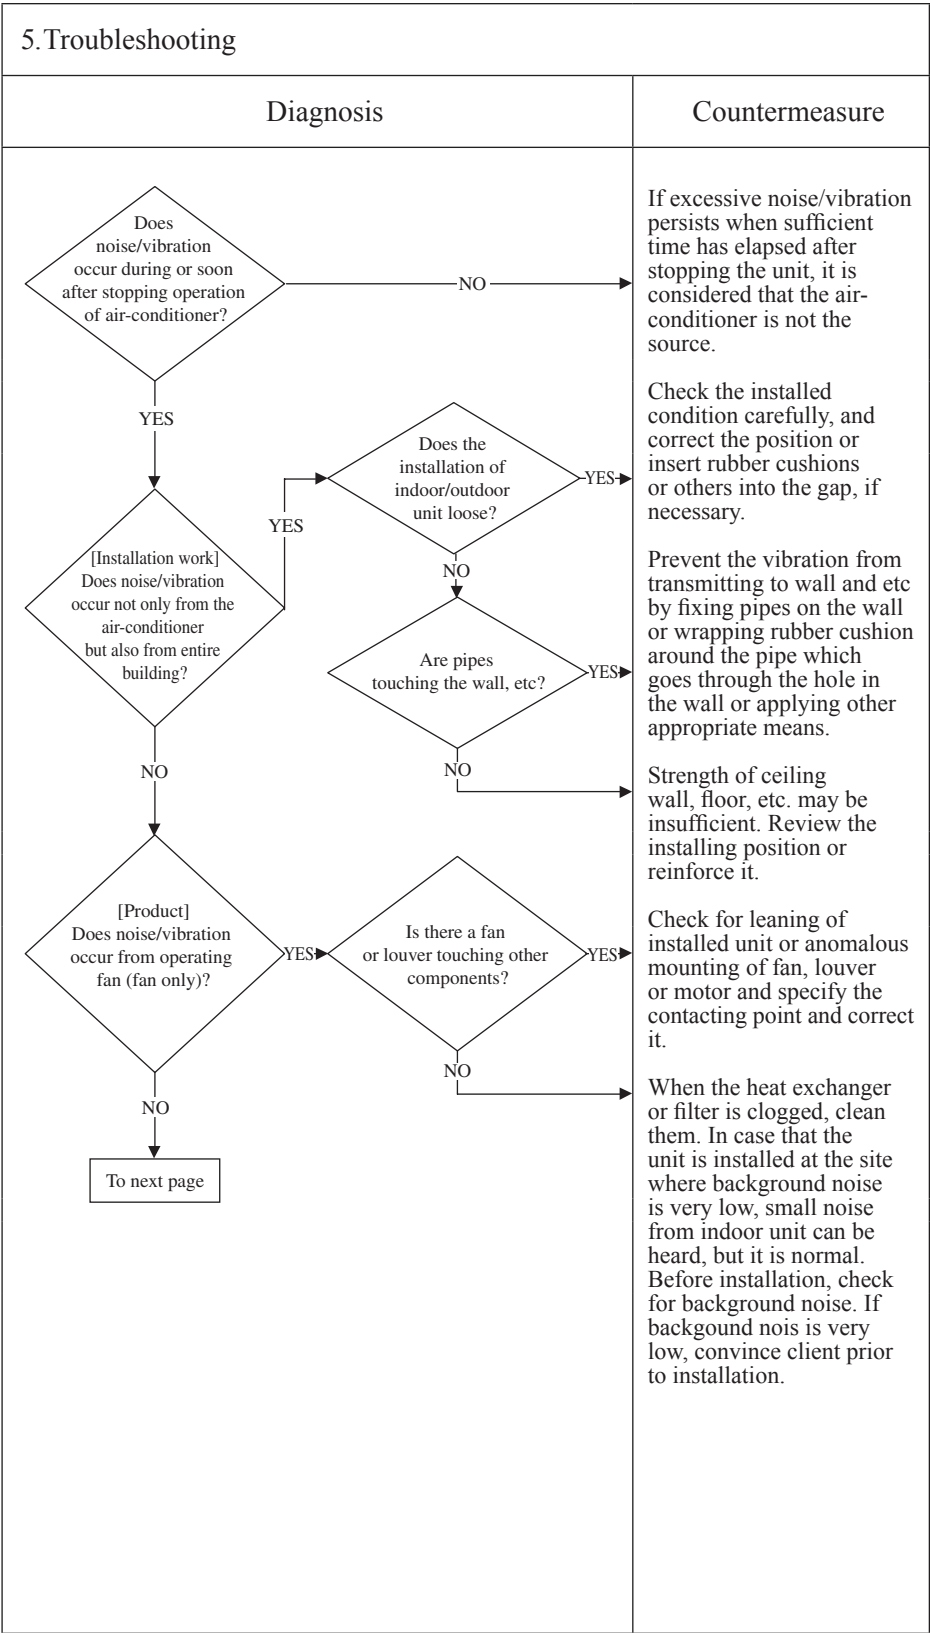 5.Troubleshooting
Diagnosis
Countermeasure
Does
noise/vibration
occur during or soon
after stopping operation
of air-conditioner?
NO
If excessive noise/vibration
persists when sufficient
time has elapsed after
stopping the unit, it is
considered that the air-
conditioner is not the
source.
YES
[Installation work]
Does noise/vibration
occur not only from the
air-conditioner
but also from entire
building?
YES
Does the
installation of
indoor/outdoor
unit loose?
YES
Check the installed
condition carefully, and
correct the position or
insert rubber cushions
or others into the gap, if
necessary.
NO
Are pipes
touching the wall, etc?
YES
Prevent the vibration from
transmitting to wall and etc
by fixing pipes on the wall
or wrapping rubber cushion
around the pipe which
goes through the hole in
the wall or applying other
appropriate means.
NO
Strength of ceiling
wall, floor, etc. may be
insufficient. Review the
installing position or
reinforce it.
NO
[Product]
Does noise/vibration
occur from operating
fan (fan only)?
YES
Is there a fan
or louver touching other
components?
YES
Check for leaning of
installed unit or anomalous
mounting of fan, louver
or motor and specify the
contacting point and correct
it.
NO
When the heat exchanger
or filter is clogged, clean
them. In case that the
unit is installed at the site
where background noise
is very low, small noise
from indoor unit can be
heard, but it is normal.
Before installation, check
for background noise. If
backgound nois is very
low, convince client prior
to installation.
NO
To next page